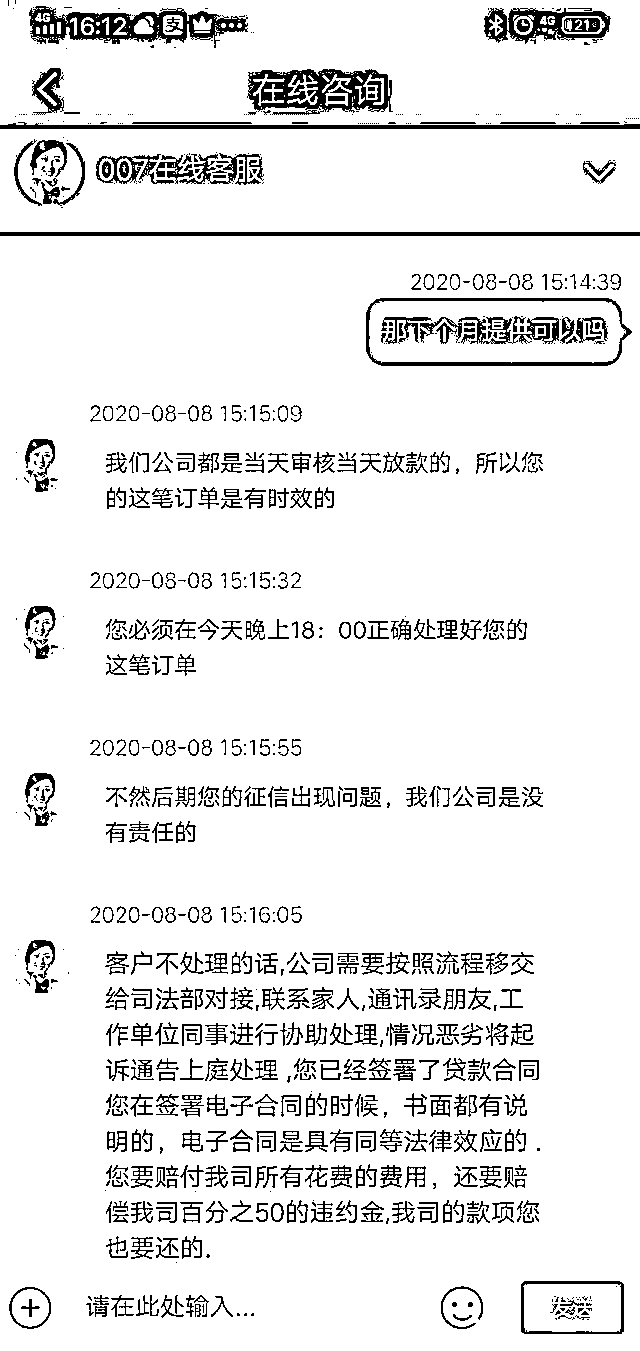 4G 16:12 支 4G 21
在线咨询
007在线客服
2020-08-08 15:14:39
那下个月提供可以吗
2020-08-08 15:15:09
我们公司都是当天审核当天放款的，所以您
的这笔订单是有时效的
2020-08-08 15:15:32
您必须在今天晚上18：00正确处理好您的
这笔订单
2020-08-08 15:15:55
不然后期您的征信出现问题，我们公司是没
有责任的
2020-08-08 15:16:05
客户不处理的话,公司需要按照流程移交
给司法部对接,联系家人,通讯录朋友,工
作单位同事进行协助处理,情况恶劣将起
诉通告上庭处理 ,您已经签署了贷款合同
您在签署电子合同的时候，书面都有说
明的，电子合同是具有同等法律效应的 .
您要赔付我司所有花费的费用，还要赔
偿我司百分之50的违约金,我司的款项您
也要还的.
请在此处输入...
发送